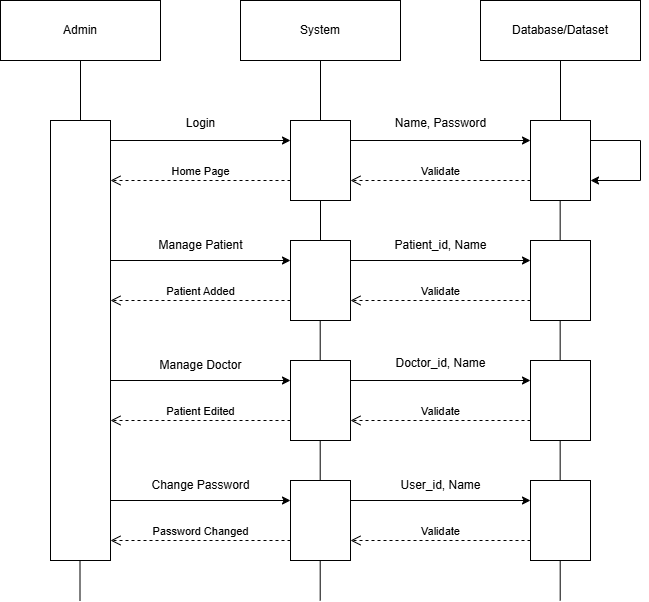 Admin
System
Database/Dataset
Login
Name, Password
Home Page
Validate
Manage Patient
Patient_id, Name
Patient Added
Validate
Manage Doctor
Doctor_id, Name
Patient Edited
Validate
Change Password
User_id, Name
Password Changed
Validate